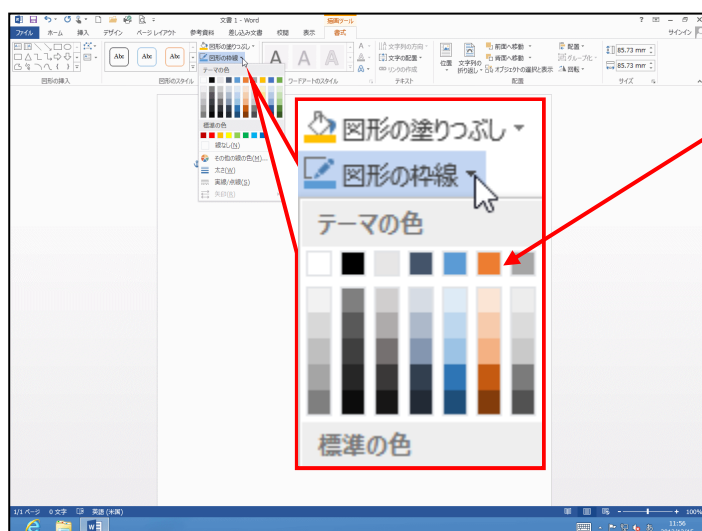 文書 1 - Word
描画ツール
ファイル ホーム 挿入 デザイン ページ レイアウト 参考資料 差し込み文書 校閲 表示 書式
サインイン
Abc Abc Abc
図形の塗りつぶし
図形の枠線
テーマの色
標準の色
線なし(N)
その他の線の色(M)...
太さ(W)
実線/点線(S)
矢印(R)
A A A
文字列の方向
文字の配置
リンクの作成
位置 文字列の折り返し
前面へ移動
背面へ移動
オブジェクトの選択と表示
配置
グループ化
回転
85.73 mm
85.73 mm
図形の挿入 図形のスタイル ワードアートのスタイル テキスト 配置 サイズ
図形の塗りつぶし
図形の枠線
テーマの色
標準の色
1/1 ページ 0 文字 英語 (米国)
100%
11:56